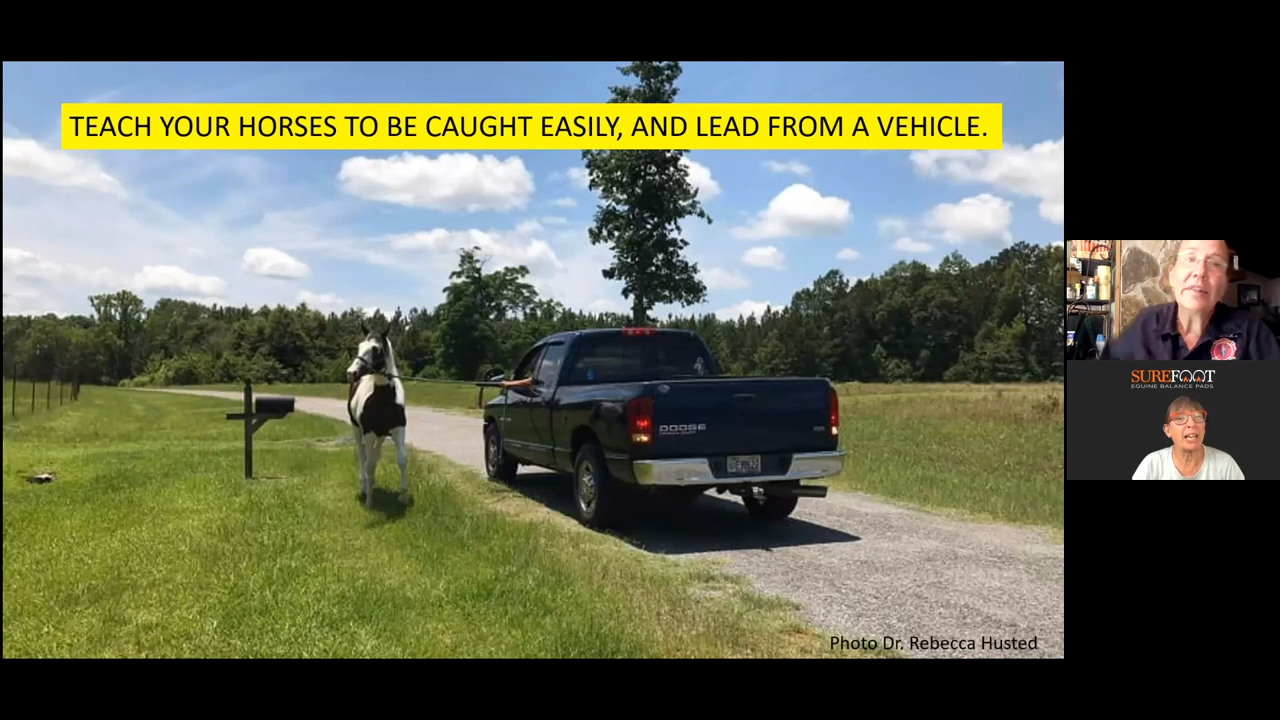 TEACH YOUR HORSES TO BE CAUGHT EASILY, AND LEAD FROM A VEHICLE.
SUREFOOT
EQUINE BALANCE PADS
DODGE
Photo Dr. Rebecca Husted